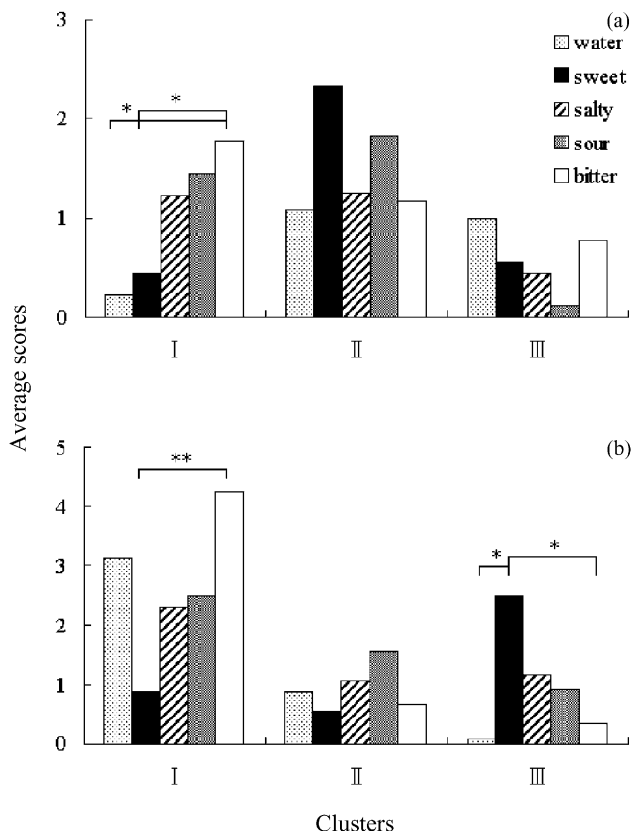 (a)
3
2
1
0
water
sweet
salty
sour
bitter
* *
I II III
Average scores
(b)
5
4
3
2
1
0
**
* *
I II III
Clusters